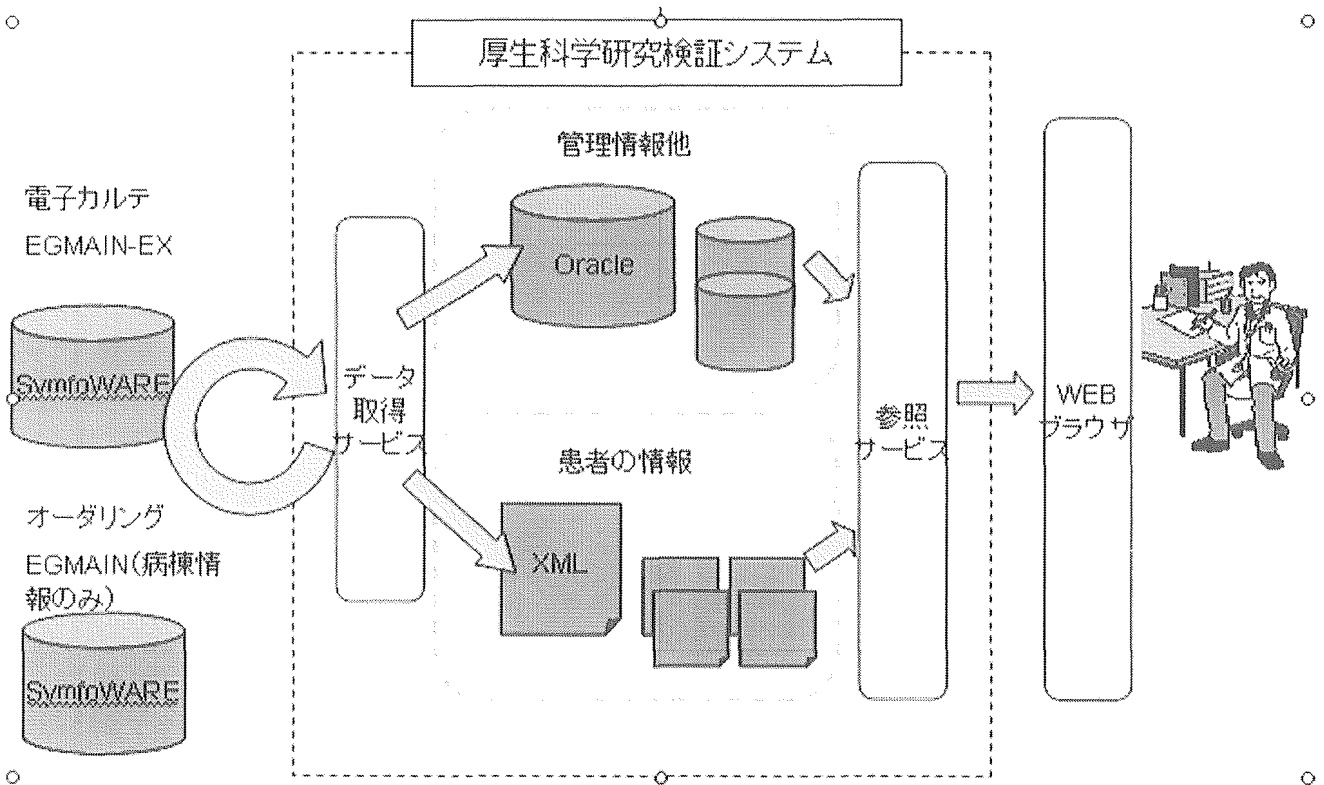 厚生科学研究検証システム
管理情報他
電子カルテ
EGMAIN-EX
Oracle
SymfoWARE
データ
取得
サービス
参照
サービス
WEB
ブラウザ
患者の情報
オーダリング
EGMAIN(病棟情
報のみ)
XML
SymfoWARE